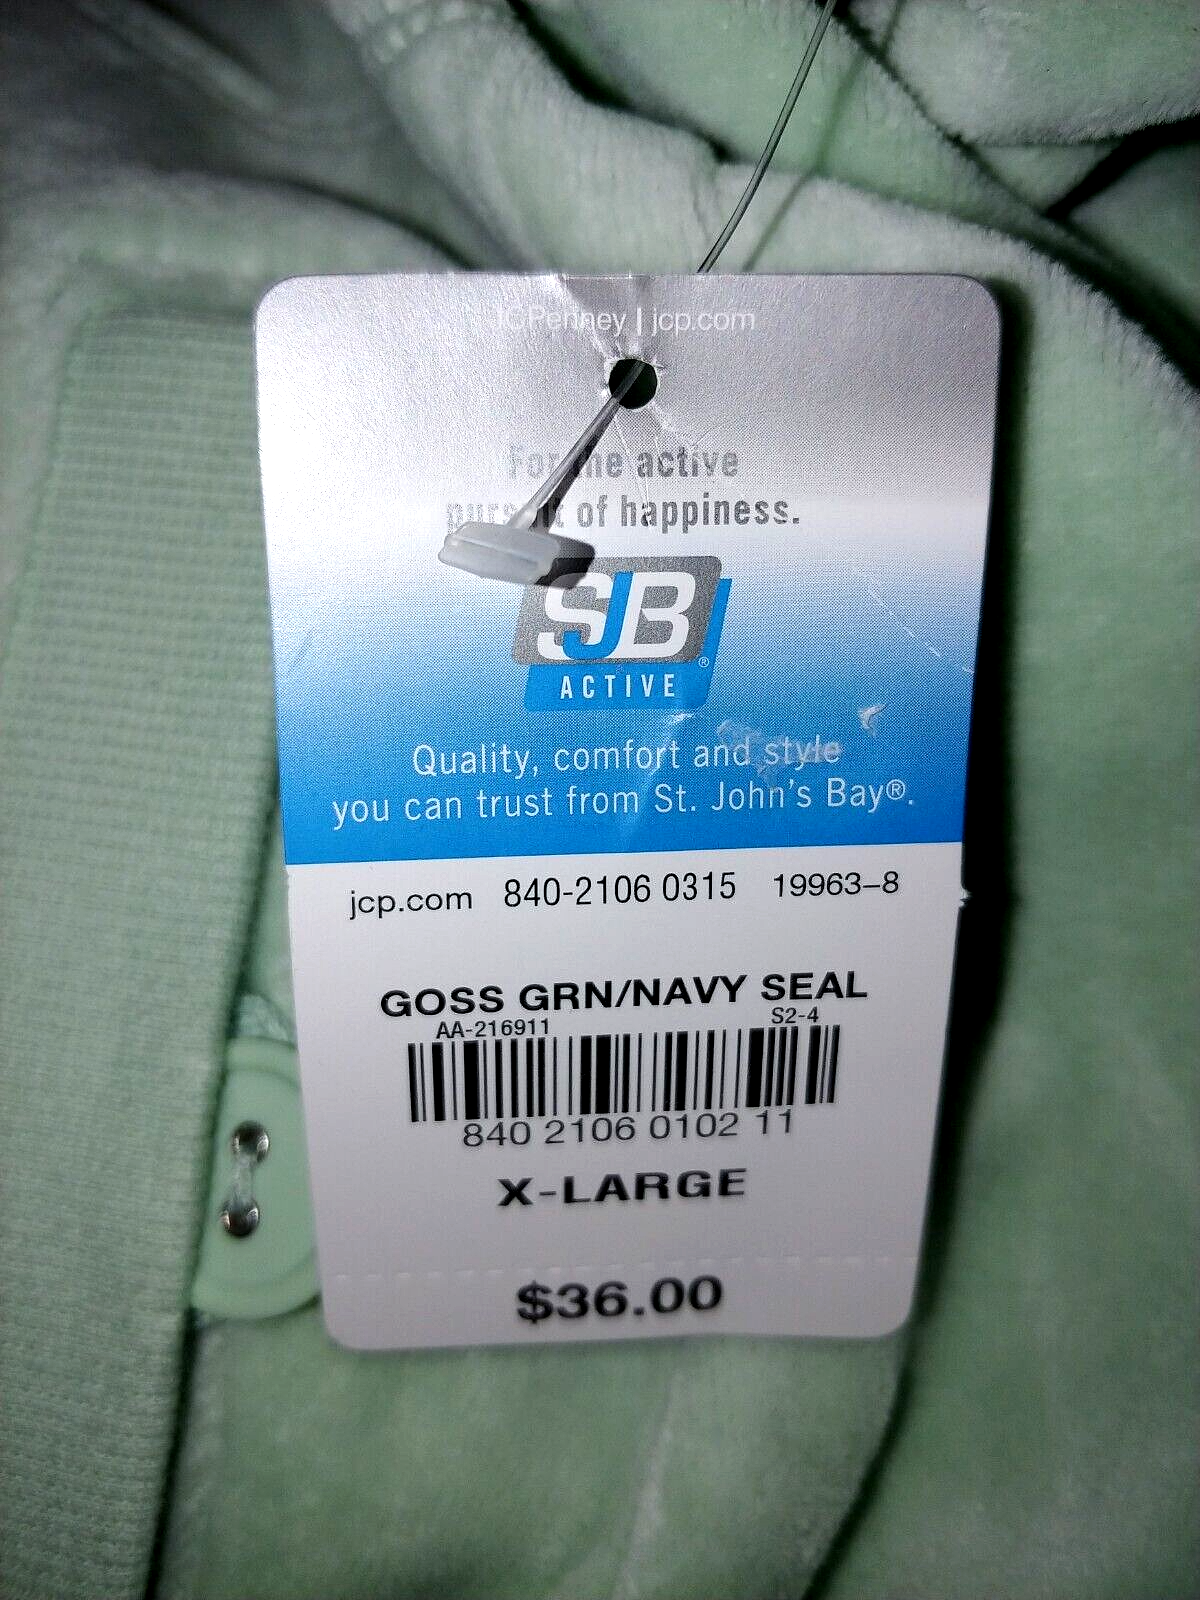 JCPenney | jcp.com
For the active
pursuit of happiness.
SJB®
ACTIVE
Quality, comfort and style
you can trust from St. John's Bay®.
jcp.com 840-2106 0315 19963-8
GOSS GRN/NAVY SEAL
AA-216911 S2-4
840 2106 0102 11
X-LARGE
$36.00